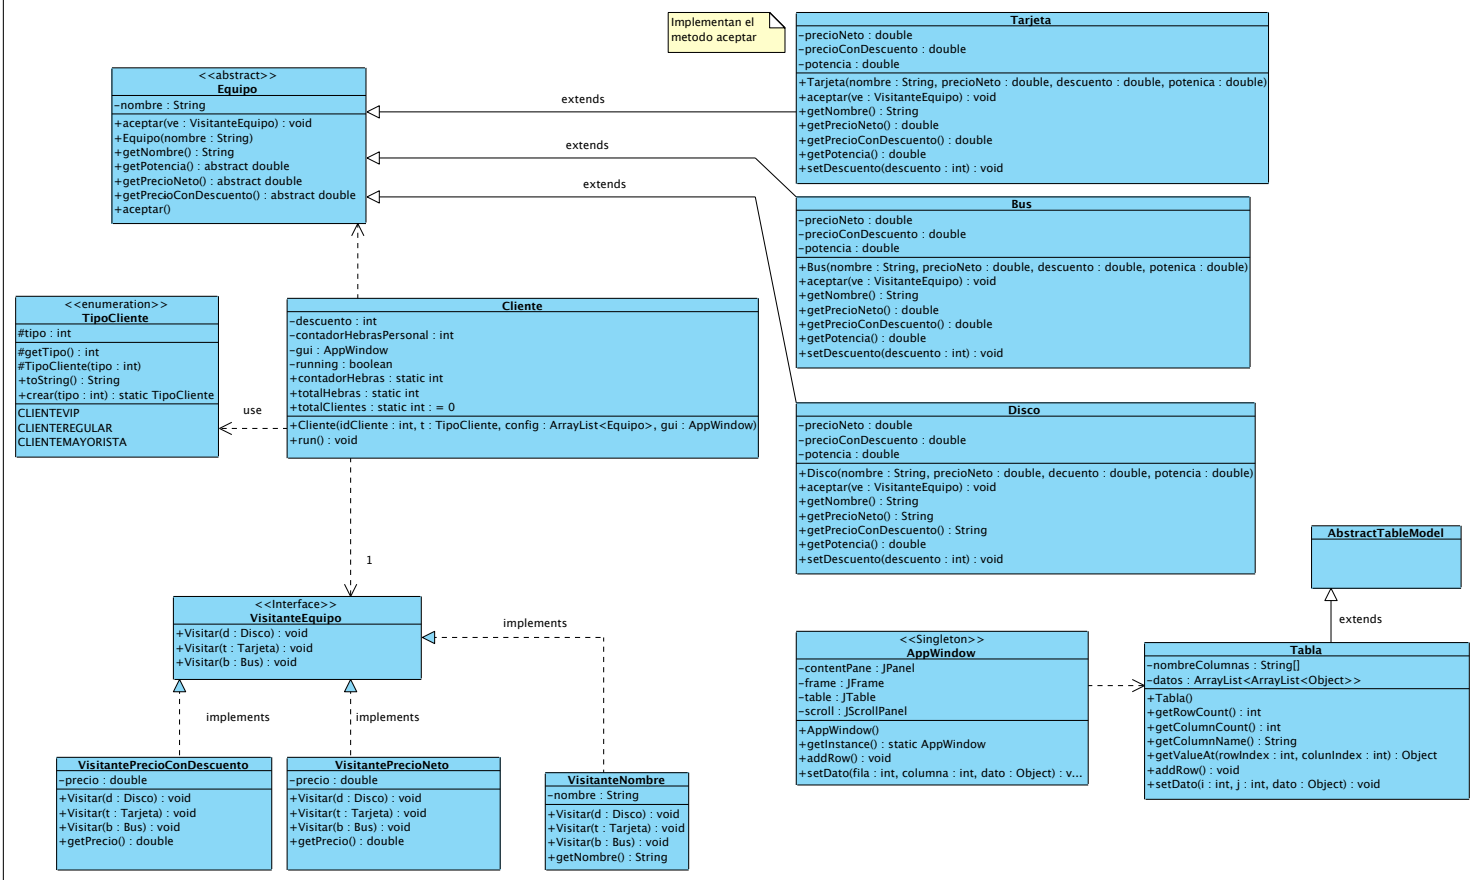 Implementan el
metodo aceptar
Tarjeta
-precioNeto : double
-precioConDescuento : double
-potencia : double
+Tarjeta(nombre : String, precioNeto : double, descuento : double, potenica : double)
+aceptar(ve : VisitanteEquipo) : void
+getNombre() : String
+getPrecioNeto() : double
+getPrecioConDescuento() : double
+getPotencia() : double
+setDescuento(descuento : int) : void
<<abstract>>
Equipo
-nombre : String
+aceptar(ve : VisitanteEquipo) : void
+Equipo(nombre : String)
+getNombre() : String
+getPotencia() : abstract double
+getPrecioNeto() : abstract double
+getPrecioConDescuento() : abstract double
+aceptar()
extends
extends
extends
Bus
-precioNeto : double
-precioConDescuento : double
-potencia : double
+Bus(nombre : String, precioNeto : double, descuento : double, potenica : double)
+aceptar(ve : VisitanteEquipo) : void
+getNombre() : String
+getPrecioNeto() : double
+getPrecioConDescuento() : double
+getPotencia() : double
+setDescuento(descuento : int) : void
<<enumeration>>
TipoCliente
#tipo : int
#getTipo() : int
#TipoCliente(tipo : int)
+toString() : String
+crear(tipo : int) : static TipoCliente
CLIENTEVIP
CLIENTEREGULAR
CLIENTEMAYORISTA
use
Cliente
-descuento : int
-contadorHebrasPersonal : int
-gui : AppWindow
-running : boolean
+contadorHebras : static int
+totalHebras : static int
+totalClientes : static int : = 0
+Cliente(idCliente : int, t : TipoCliente, config : ArrayList<Equipo>, gui : AppWindow)
+run() : void
Disco
-precioNeto : double
-precioConDescuento : double
-potencia : double
+Disco(nombre : String, precioNeto : double, decuento : double, potencia : double)
+aceptar(ve : VisitanteEquipo) : void
+getNombre() : String
+getPrecioNeto() : String
+getPrecioConDescuento() : String
+getPotencia() : double
+setDescuento(descuento : int) : void
1
AbstractTableModel
extends
<<Interface>>
VisitanteEquipo
+Visitar(d : Disco) : void
+Visitar(t : Tarjeta) : void
+Visitar(b : Bus) : void
implements
implements
implements
<<Singleton>>
AppWindow
-contentPane : JPanel
-frame : JFrame
-table : JTable
-scroll : JScrollPanel
+AppWindow()
+getInstance() : static AppWindow
+addRow() : void
+setDato(fila : int, columna : int, dato : Object) : v...
Tabla
-nombreColumnas : String[]
-datos : ArrayList<ArrayList<Object>>
+Tabla()
+getRowCount() : int
+getColumnCount() : int
+getColumnName() : String
+getValueAt(rowIndex : int, colunIndex : int) : Object
+addRow() : void
+setDato(i : int, j : int, dato : Object) : void
VisitantePrecioConDescuento
-precio : double
+Visitar(d : Disco) : void
+Visitar(t : Tarjeta) : void
+Visitar(b : Bus) : void
+getPrecio() : double
VisitantePrecioNeto
-precio : double
+Visitar(d : Disco) : void
+Visitar(t : Tarjeta) : void
+Visitar(b : Bus) : void
+getPrecio() : double
VisitanteNombre
-nombre : String
+Visitar(d : Disco) : void
+Visitar(t : Tarjeta) : void
+Visitar(b : Bus) : void
+getNombre() : String